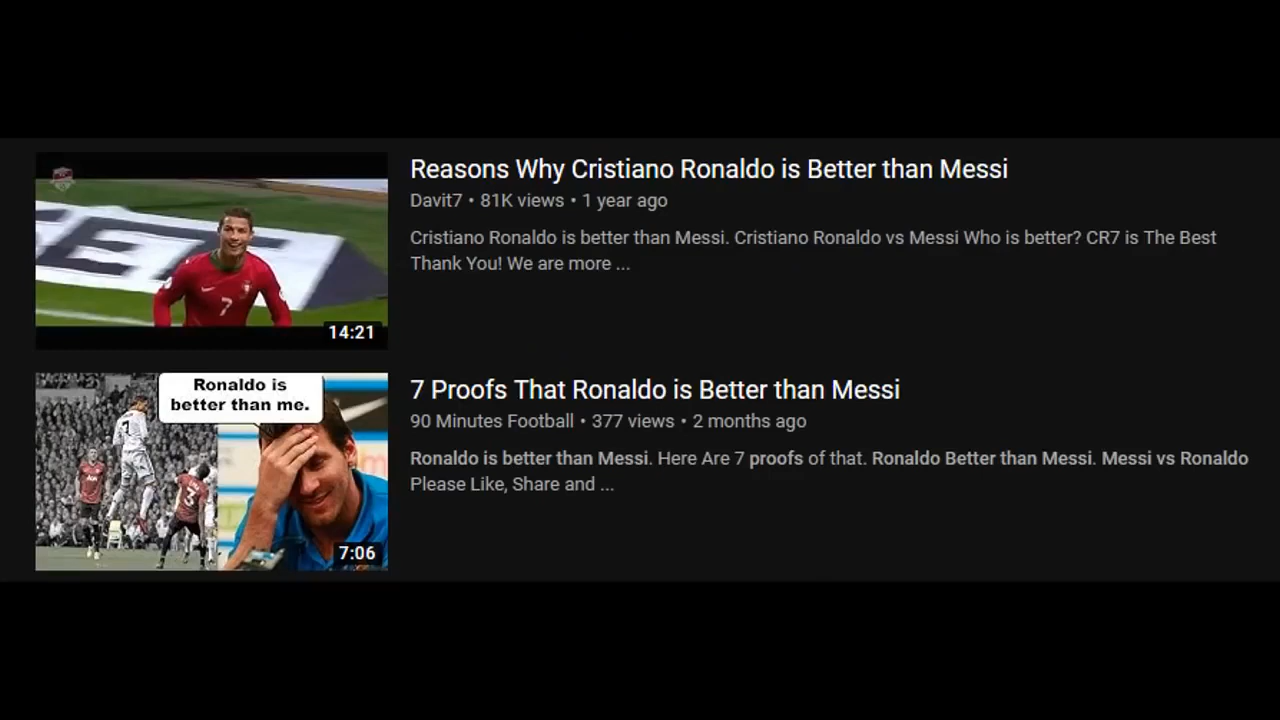 Reasons Why Cristiano Ronaldo is Better than Messi
Davit7 • 81K views • 1 year ago
Cristiano Ronaldo is better than Messi. Cristiano Ronaldo vs Messi Who is better? CR7 is The Best
Thank You! We are more ...
7
14:21
Ronaldo is
better than me.
7 Proofs That Ronaldo is Better than Messi
90 Minutes Football • 377 views • 2 months ago
Ronaldo is better than Messi. Here Are 7 proofs of that. Ronaldo Better than Messi. Messi vs Ronaldo
Please Like, Share and ...
7
AON
3
7:06